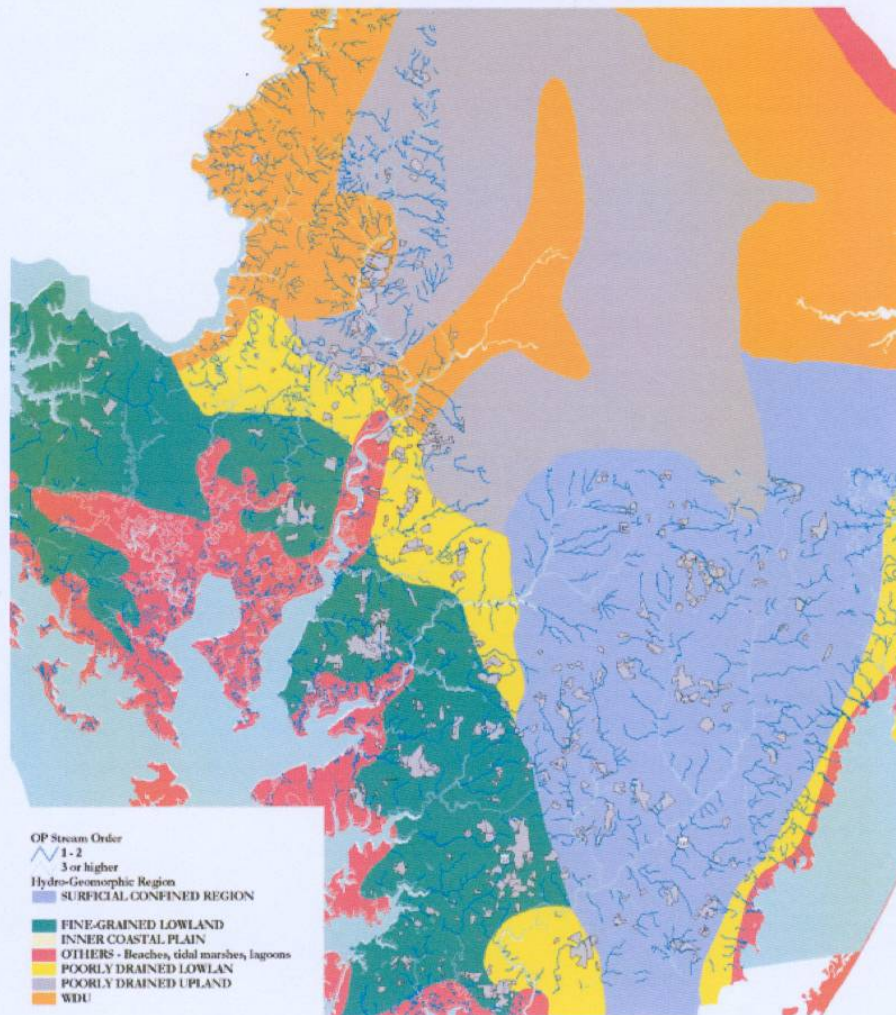 OP Stream Order
1 - 2
3 or higher
Hydro-Geomorphic Region
SURFICIAL CONFINED REGION
FINE-GRAINED LOWLAND
INNER COASTAL PLAIN
OTHERS - Beaches, tidal marshes, lagoons
POORLY DRAINED LOWLAN
POORLY DRAINED UPLAND
WDU